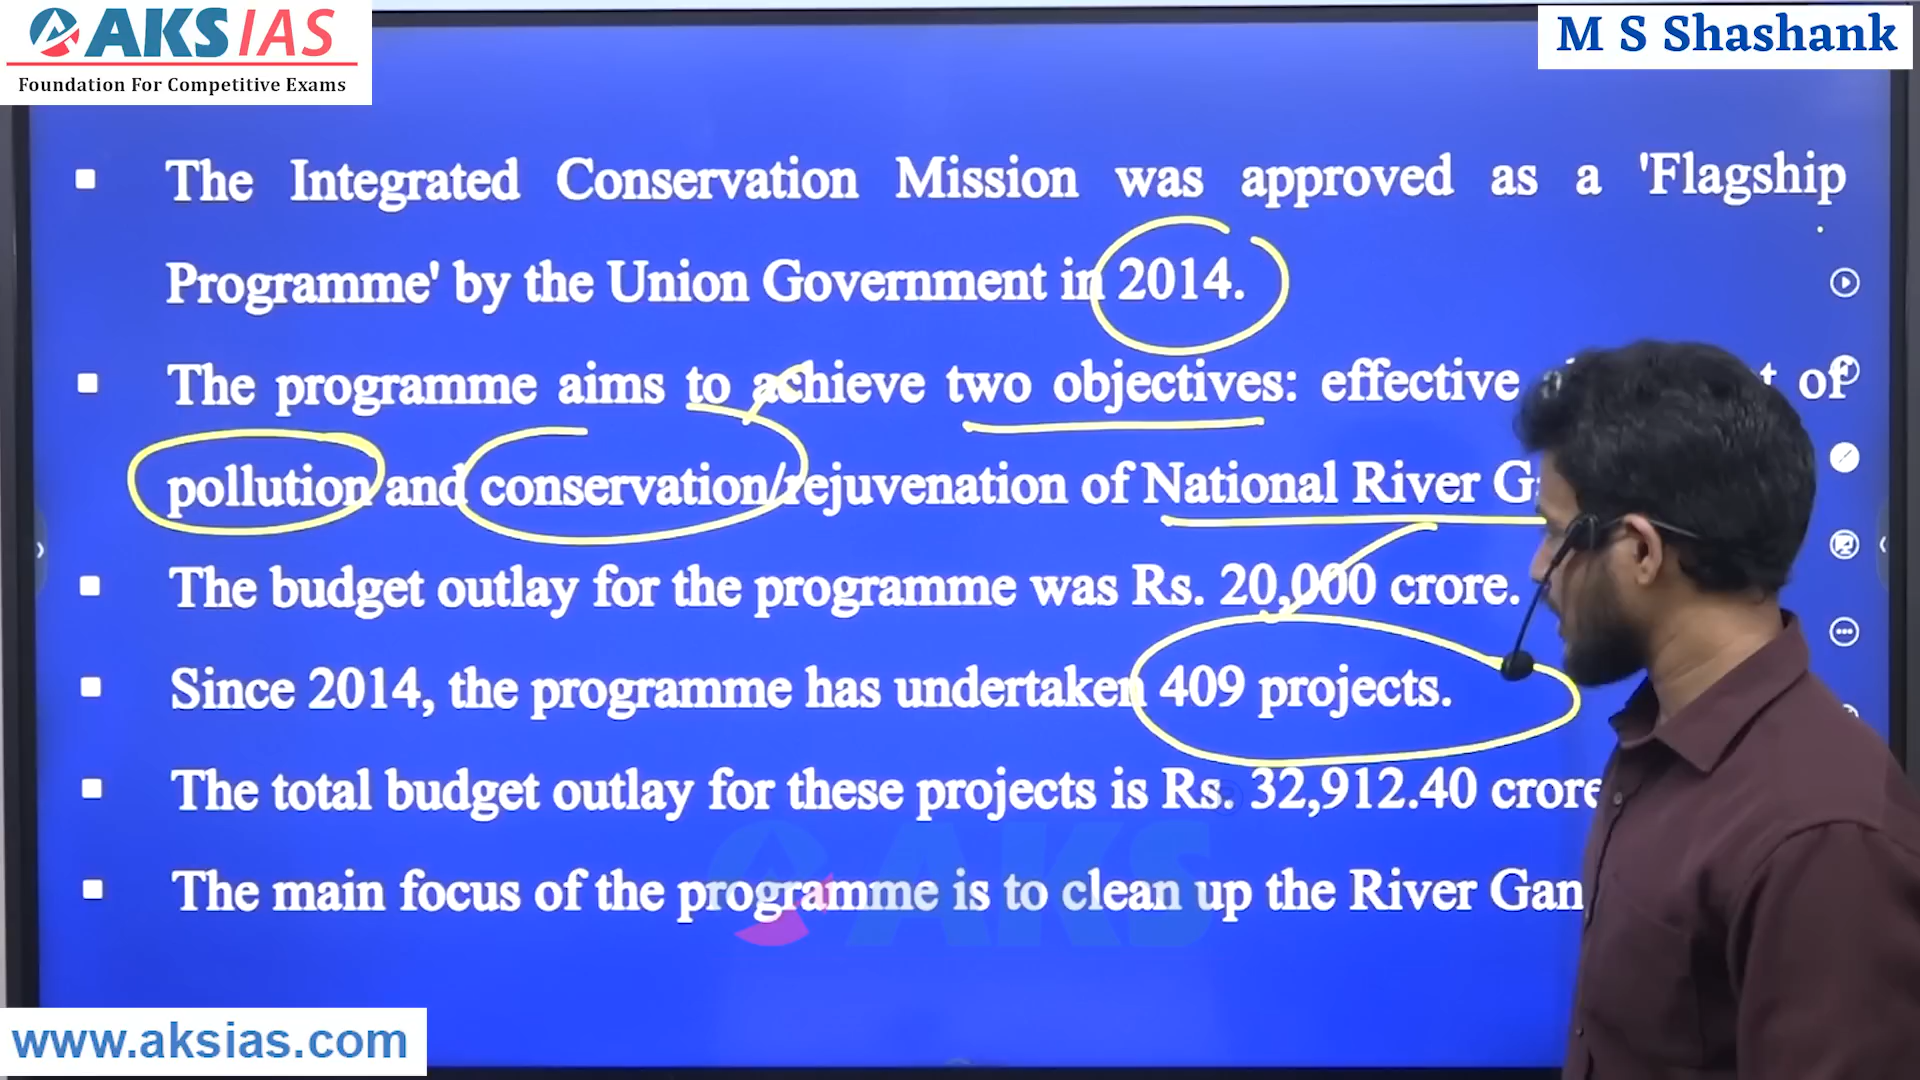 AKS IAS
Foundation For Competitive Exams
M S Shashank
The Integrated Conservation Mission was approved as a 'Flagship
Programme' by the Union Government in 2014.
The programme aims to achieve two objectives: effective of
pollution and conservation/rejuvenation of National River
The budget outlay for the programme was Rs. 20,000 crore.
Since 2014, the programme has undertaken 409 projects.
The total budget outlay for these projects is Rs. 32,912.40 crore
The main focus of the programme is to clean up the River
AKS
www.aksias.com